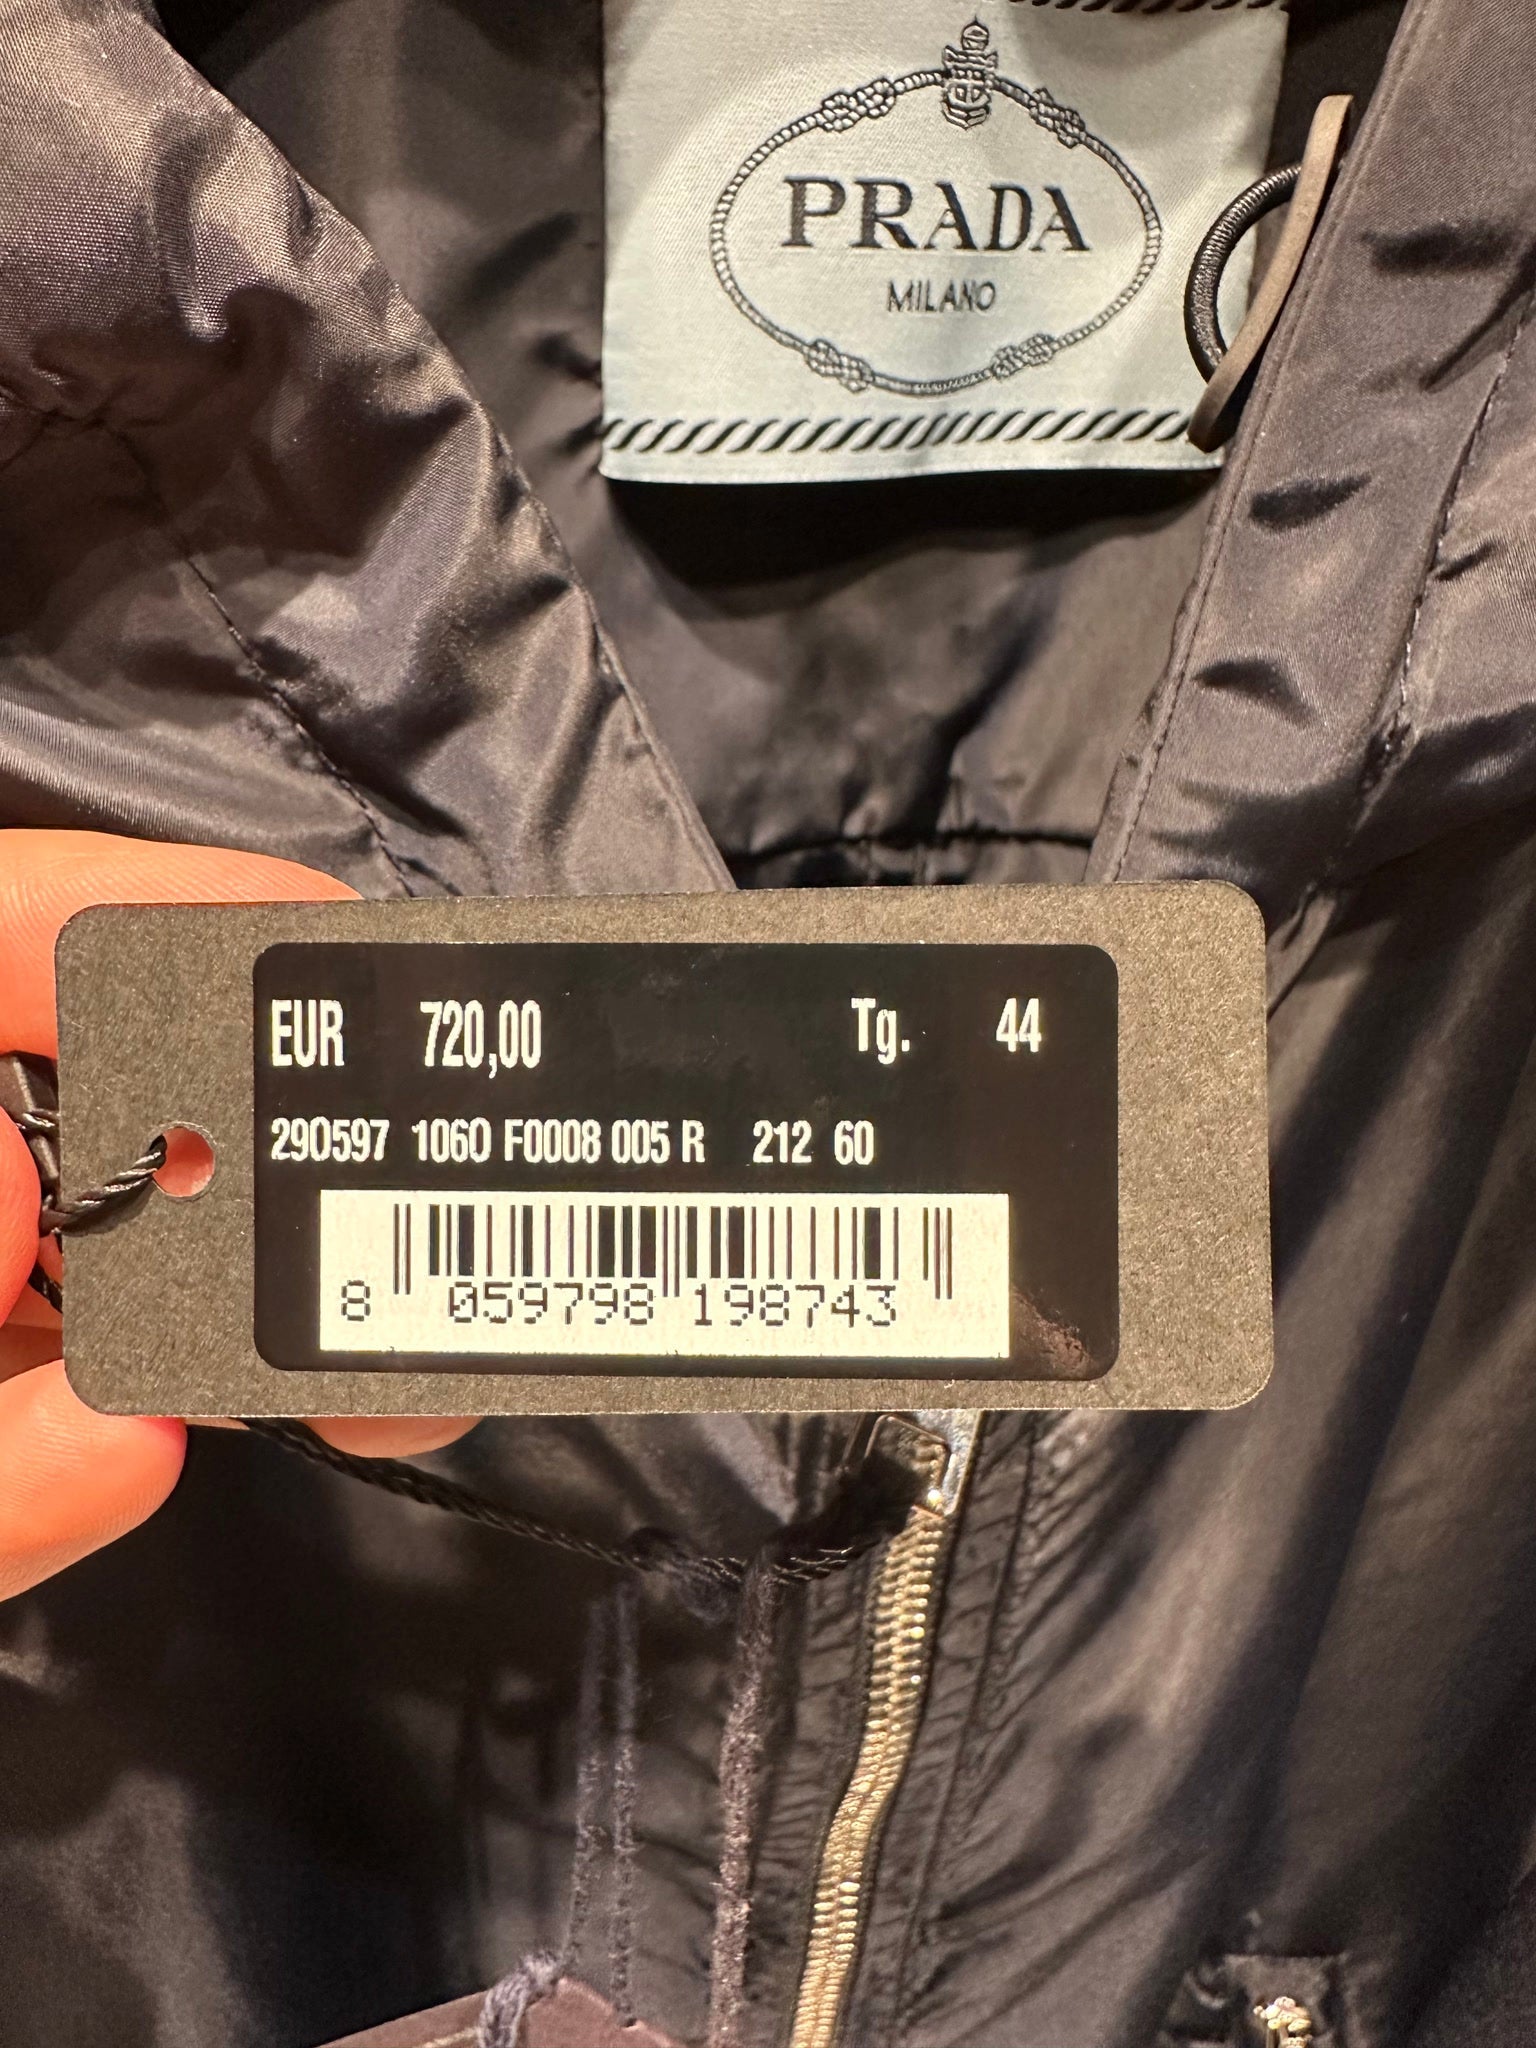 PRADA
MILANO
EUR 720,00 Tg. 44
290597 1060 F0008 005 R 212 60
8 059798 198743